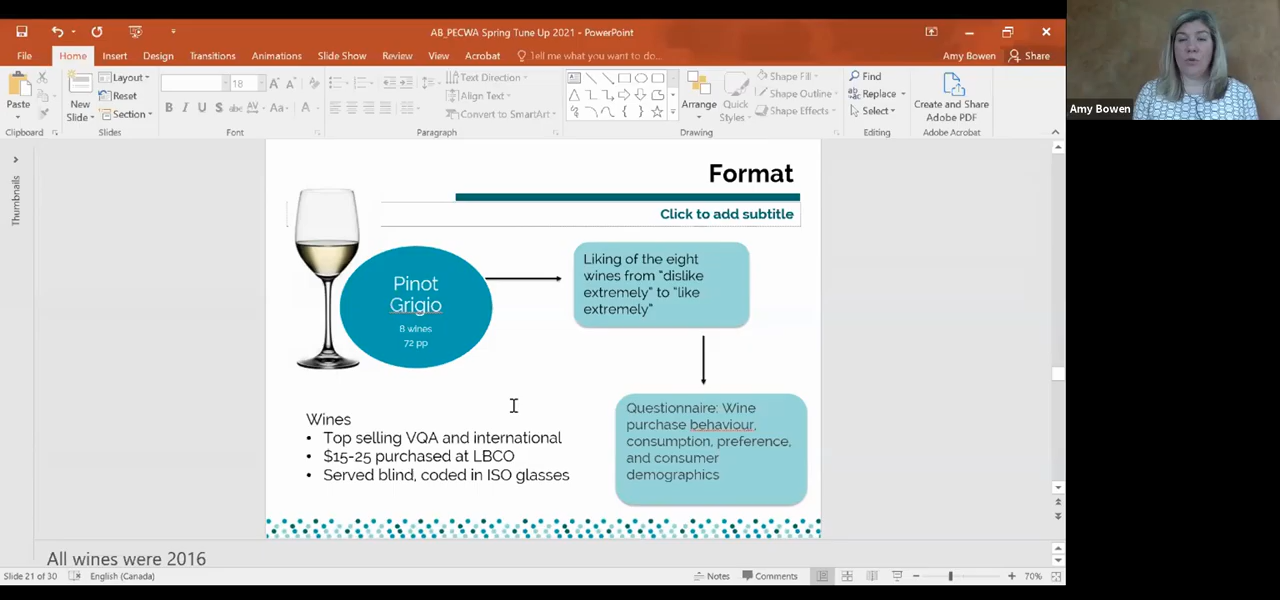 AB_PECWA Spring Tune Up 2021 - PowerPoint
File Home Insert Design Transitions Animations Slide Show Review View Acrobat Tell me what you want to do... Amy Bowen Share
Paste
New
Slide
Layout
Reset
Section
18
B I U S abc AV Aa A
Text Direction
Align Text
Convert to SmartArt
Arrange
Quick
Styles
Shape Fill
Shape Outline
Shape Effects
Find
Replace
Select
Create and Share
Adobe PDF
Clipboard Slides Font Paragraph Drawing Editing Adobe Acrobat
Amy Bowen
Thumbnails
Format
Click to add subtitle
Pinot
Grigio
8 wines
72 pp
Liking of the eight
wines from "dislike
extremely" to "like
extremely"
Questionnaire: Wine
purchase behaviour,
consumption, preference,
and consumer
demographics
Wines
• Top selling VQA and international
• $15-25 purchased at LBCO
• Served blind, coded in ISO glasses
All wines were 2016
Slide 21 of 30 English (Canada) Notes Comments 70%